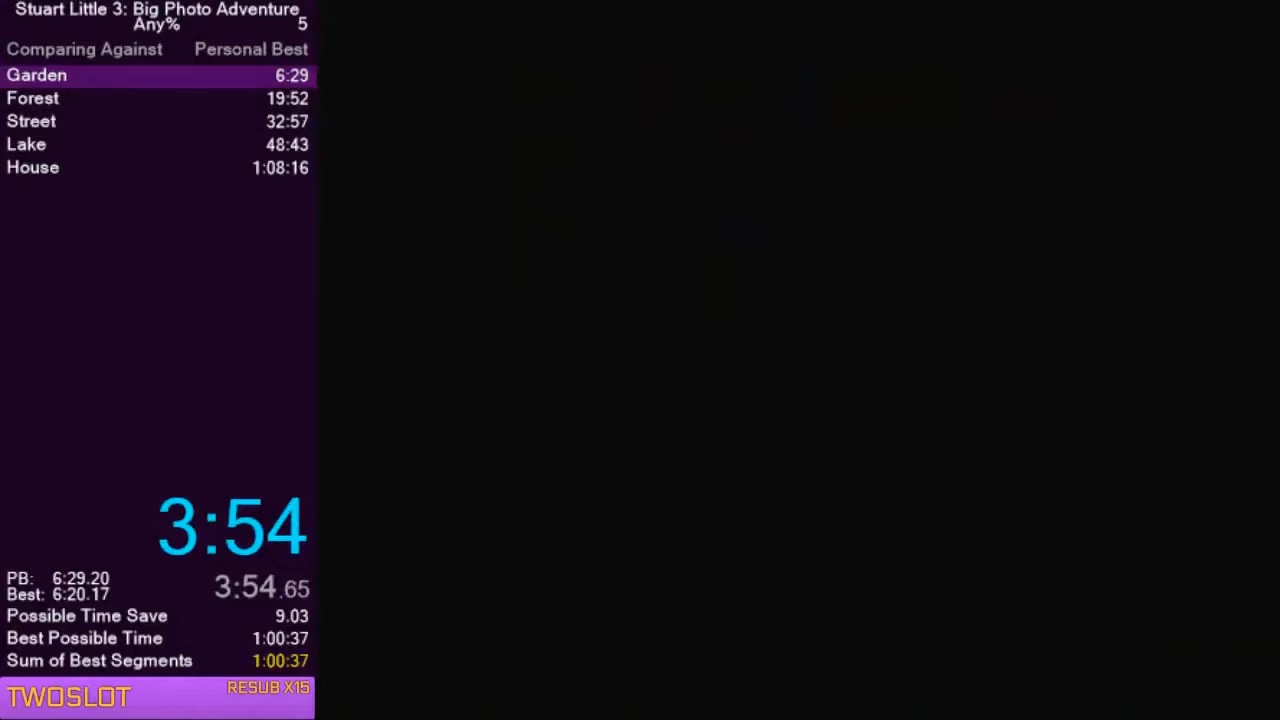 Stuart Little 3: Big Photo Adventure
Any% 5
Comparing Against Personal Best
Garden 6:29
Forest 19:52
Street 32:57
Lake 48:43
House 1:08:16
3:54
PB: 6:29.20
Best: 6:20.17
3:54.65
Possible Time Save 9.03
Best Possible Time 1:00:37
Sum of Best Segments 1:00:37
TWOSLOT RESUB X15